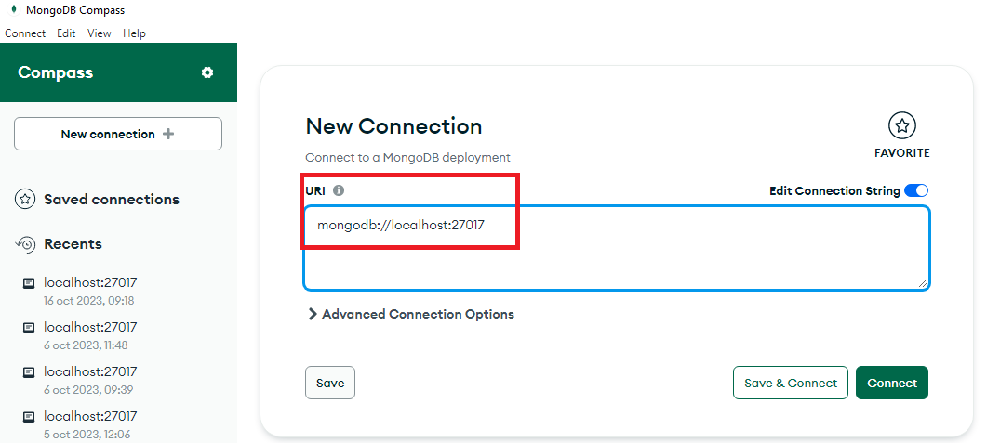 MongoDB Compass
Connect Edit View Help
Compass
New connection
Saved connections
Recents
localhost:27017
16 oct 2023, 09:18
localhost:27017
6 oct 2023, 11:48
localhost:27017
6 oct 2023, 09:39
localhost:27017
5 oct 2023, 12:06
New Connection
FAVORITE
Connect to a MongoDB deployment
URI
Edit Connection String
mongodb://localhost:27017
Advanced Connection Options
Save
Save & Connect
Connect